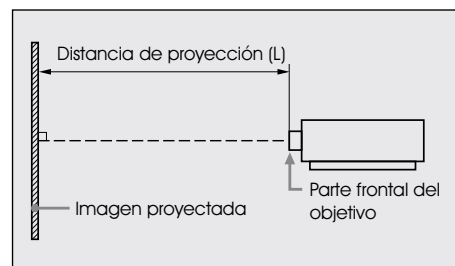 Distancia de proyección (L)
Parte frontal del
objetivo
Imagen proyectada